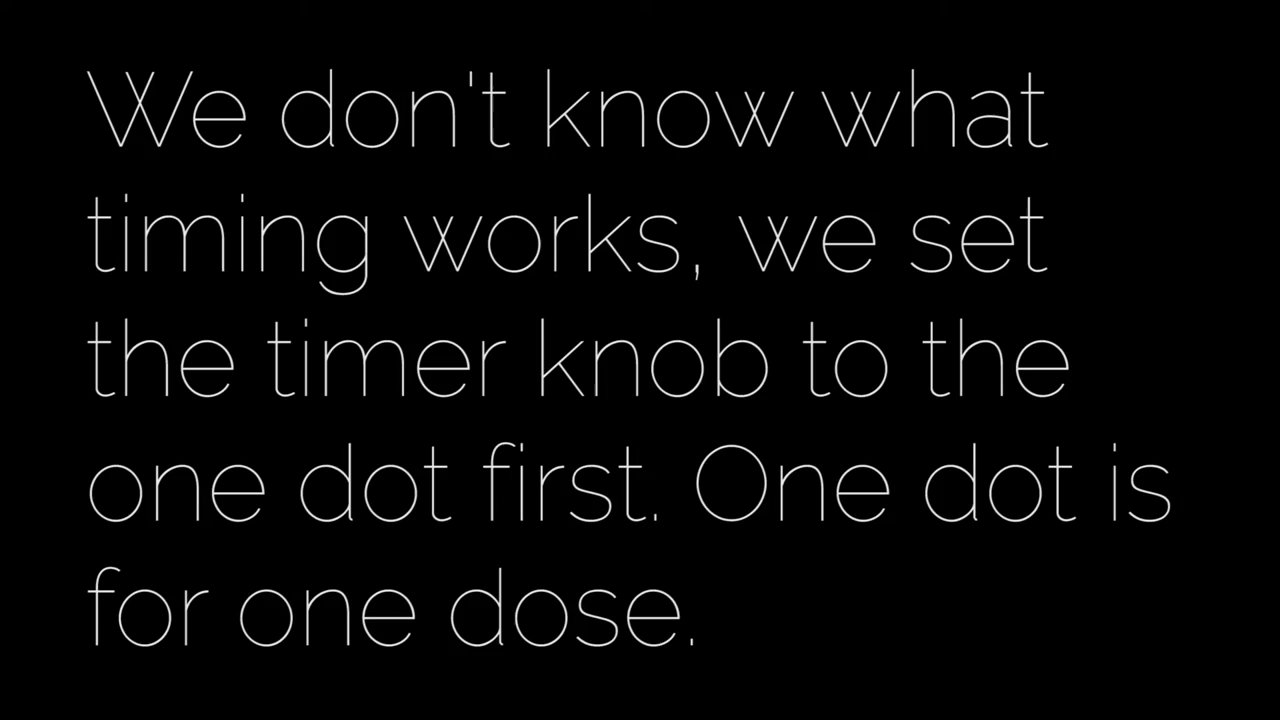 We don't know what
timing works, we set
the timer knob to the
one dot first. One dot is
for one dose.